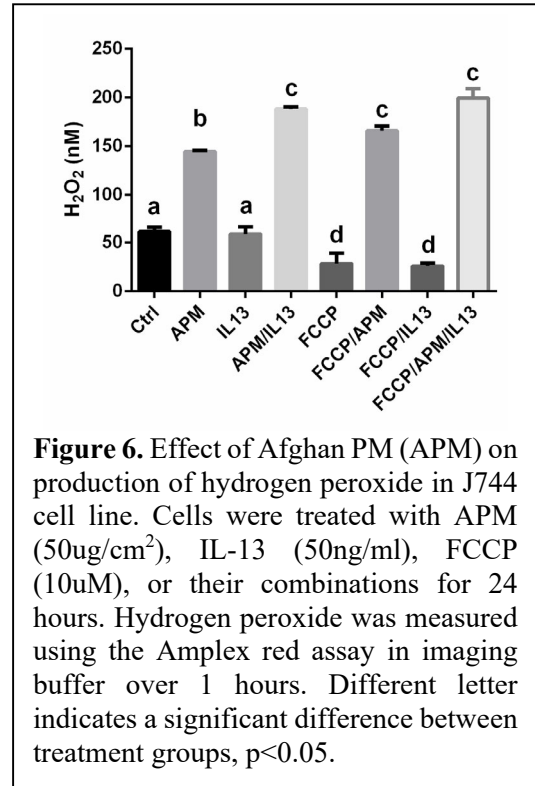 250
200
150
100
50
0
H₂O₂ (nM)
a
b
a
c
d
c
d
c
Ctrl
APM
IL13
APM/IL13
FCCP
FCCP/APM
FCCP/IL13
FCCP/APM/IL13
Figure 6. Effect of Afghan PM (APM) on
production of hydrogen peroxide in J744
cell line. Cells were treated with APM
(50ug/cm²), IL-13 (50ng/ml), FCCP
(10uM), or their combinations for 24
hours. Hydrogen peroxide was measured
using the Amplex red assay in imaging
buffer over 1 hours. Different letter
indicates a significant difference between
treatment groups, p<0.05.